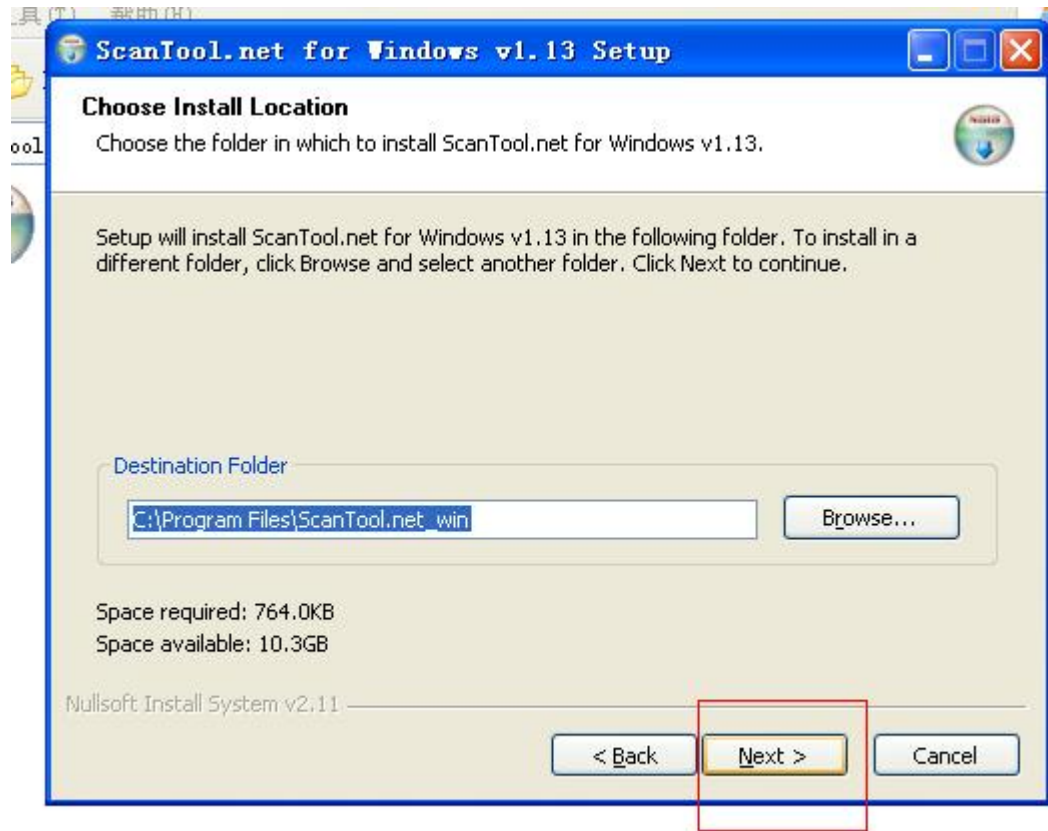 具(T) 帮助(H)
ScanTool.net for Windows v1.13 Setup
Choose Install Location
Choose the folder in which to install ScanTool.net for Windows v1.13.
ool
Setup will install ScanTool.net for Windows v1.13 in the following folder. To install in a
different folder, click Browse and select another folder. Click Next to continue.
Destination Folder
C:\Program Files\ScanTool.net_win
Browse...
Space required: 764.0KB
Space available: 10.3GB
Nullsoft Install System v2.11
< Back
Next >
Cancel